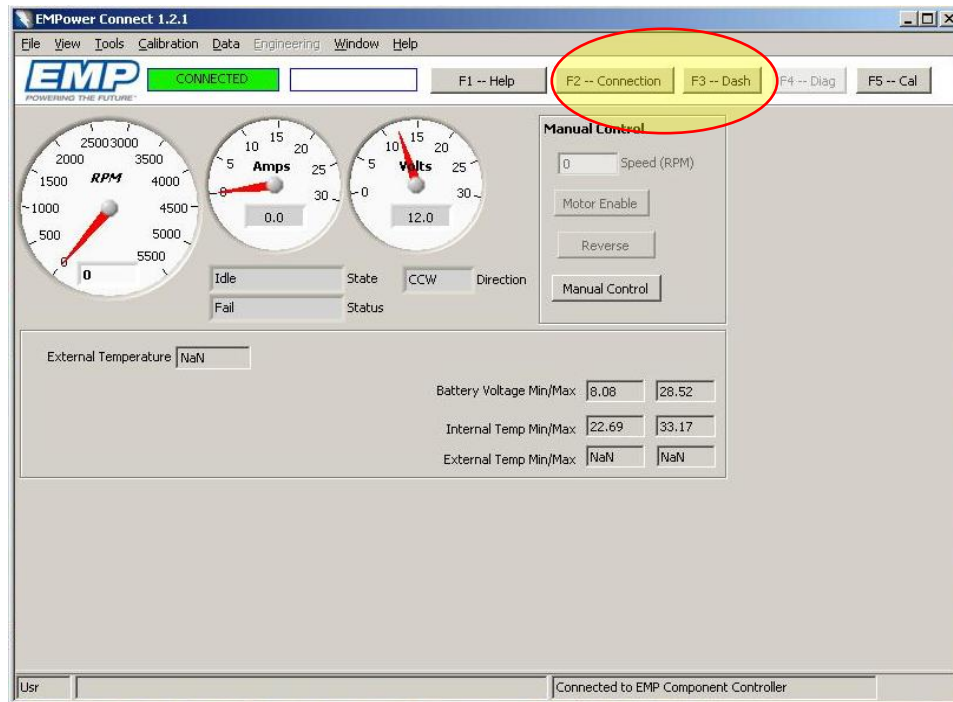 EMPower Connect 1.2.1
File View Tools Calibration Data Engineering Window Help
EMP
POWERING THE FUTURE
CONNECTED
F1 -- Help
F2 -- Connection
F3 -- Dash
F4 -- Diag
F5 -- Cal
0 500 1000 1500 2000 2500 3000 3500 4000 4500 5000 5500
RPM
0
0 5 10 15 20 25 30
Amps
0.0
0 5 10 15 20 25 30
Volts
12.0
Idle State
CCW Direction
Fail Status
Manual Control
0 Speed (RPM)
Motor Enable
Reverse
Manual Control
External Temperature NaN
Battery Voltage Min/Max 8.08 28.52
Internal Temp Min/Max 22.69 33.17
External Temp Min/Max NaN NaN
Usr
Connected to EMP Component Controller